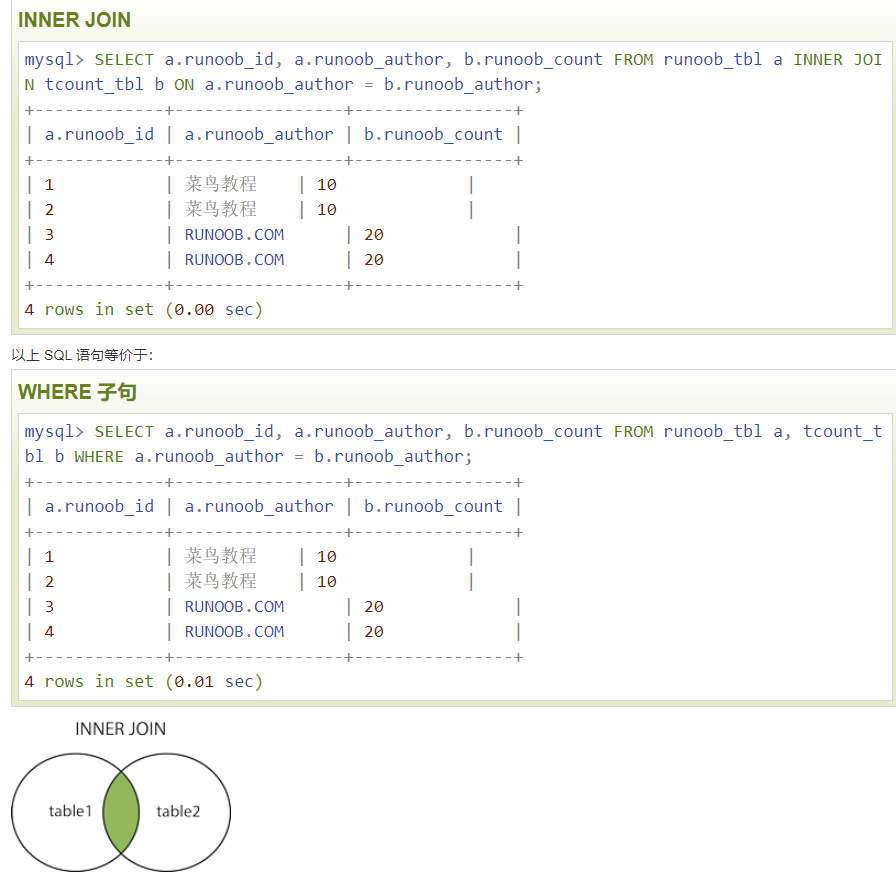 INNER JOIN
mysql> SELECT a.runoob_id, a.runoob_author, b.runoob_count FROM runoob_tbl a INNER JOI
N tcount_tbl b ON a.runoob_author = b.runoob_author;
+-------------+-----------------+----------------+
| a.runoob_id | a.runoob_author | b.runoob_count |
+-------------+-----------------+----------------+
| 1           | 菜鸟教程    | 10             |
| 2           | 菜鸟教程    | 10             |
| 3           | RUNOOB.COM      | 20             |
| 4           | RUNOOB.COM      | 20             |
+-------------+-----------------+----------------+
4 rows in set (0.00 sec)
以上 SQL 语句等价于：
WHERE 子句
mysql> SELECT a.runoob_id, a.runoob_author, b.runoob_count FROM runoob_tbl a, tcount_t
bl b WHERE a.runoob_author = b.runoob_author;
+-------------+-----------------+----------------+
| a.runoob_id | a.runoob_author | b.runoob_count |
+-------------+-----------------+----------------+
| 1           | 菜鸟教程    | 10             |
| 2           | 菜鸟教程    | 10             |
| 3           | RUNOOB.COM      | 20             |
| 4           | RUNOOB.COM      | 20             |
+-------------+-----------------+----------------+
4 rows in set (0.01 sec)
INNER JOIN
table1 table2